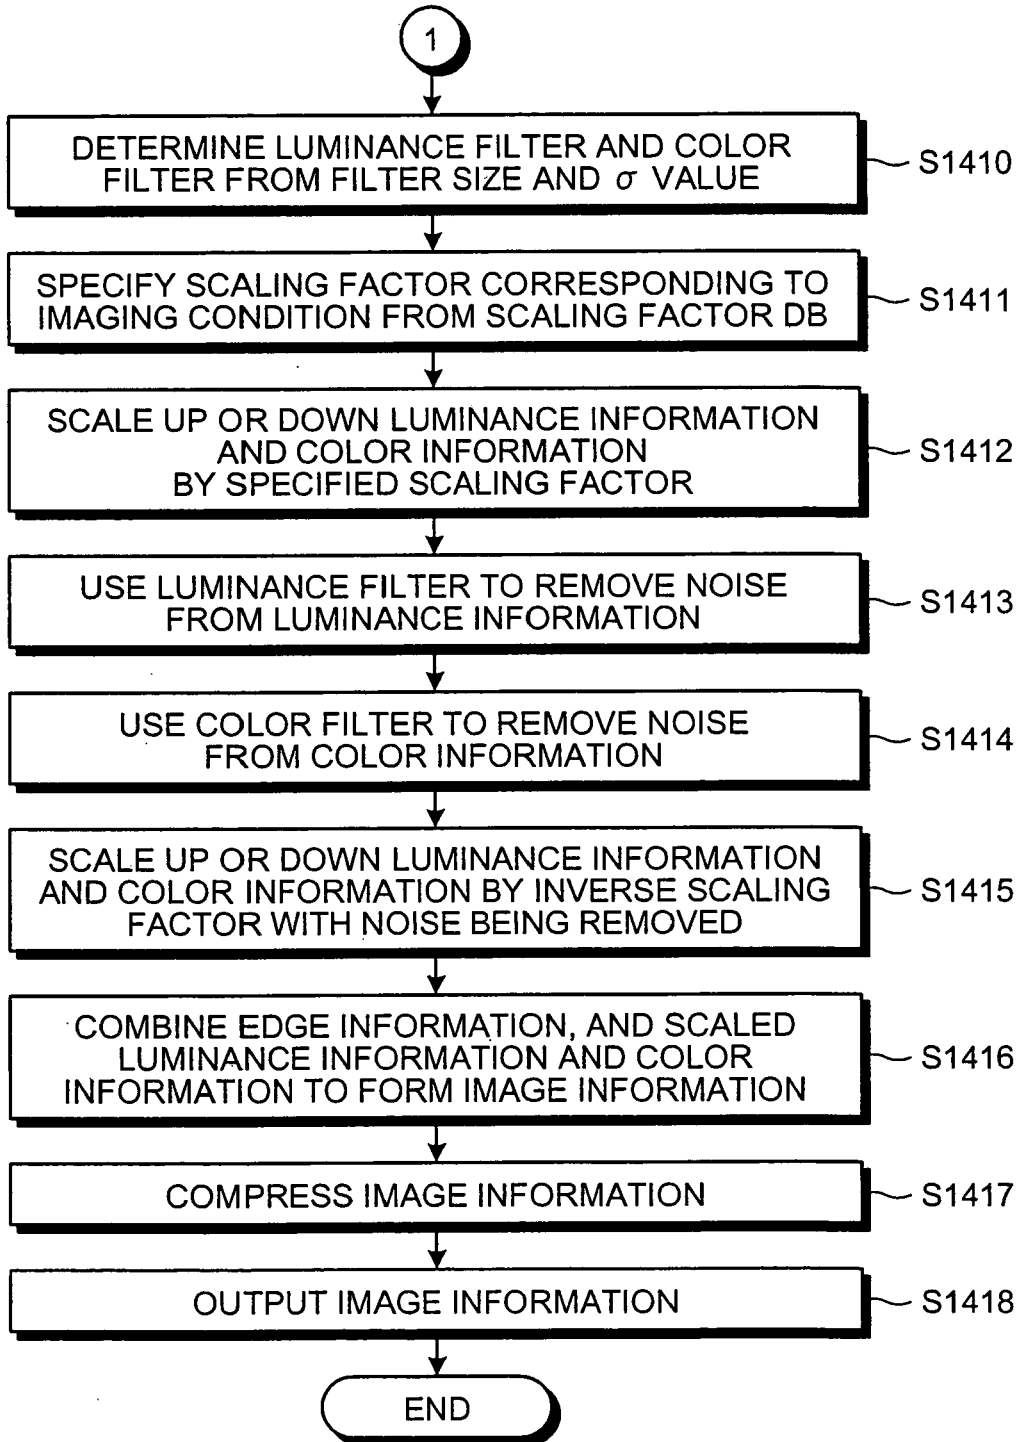 1
DETERMINE LUMINANCE FILTER AND COLOR
FILTER FROM FILTER SIZE AND σ VALUE
S1410
SPECIFY SCALING FACTOR CORRESPONDING TO
IMAGING CONDITION FROM SCALING FACTOR DB
S1411
SCALE UP OR DOWN LUMINANCE INFORMATION
AND COLOR INFORMATION
BY SPECIFIED SCALING FACTOR
S1412
USE LUMINANCE FILTER TO REMOVE NOISE
FROM LUMINANCE INFORMATION
S1413
USE COLOR FILTER TO REMOVE NOISE
FROM COLOR INFORMATION
S1414
SCALE UP OR DOWN LUMINANCE INFORMATION
AND COLOR INFORMATION BY INVERSE SCALING
FACTOR WITH NOISE BEING REMOVED
S1415
COMBINE EDGE INFORMATION, AND SCALED
LUMINANCE INFORMATION AND COLOR
INFORMATION TO FORM IMAGE INFORMATION
S1416
COMPRESS IMAGE INFORMATION
S1417
OUTPUT IMAGE INFORMATION
S1418
END